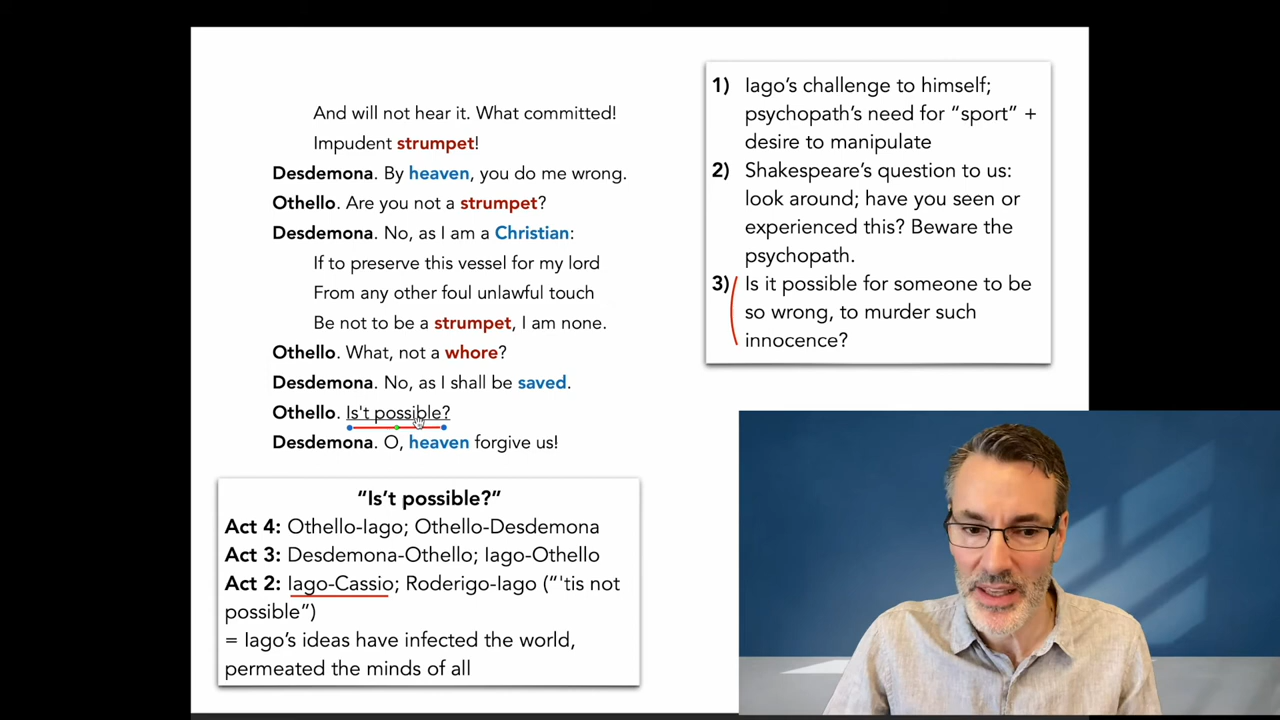 And will not hear it. What committed!
Impudent strumpet!
Desdemona. By heaven, you do me wrong.
Othello. Are you not a strumpet?
Desdemona. No, as I am a Christian:
If to preserve this vessel for my lord
From any other foul unlawful touch
Be not to be a strumpet, I am none.
Othello. What, not a whore?
Desdemona. No, as I shall be saved.
Othello. Is't possible?
Desdemona. O, heaven forgive us!
"Is't possible?"
Act 4: Othello-Iago; Othello-Desdemona
Act 3: Desdemona-Othello; Iago-Othello
Act 2: Iago-Cassio; Roderigo-Iago ("'tis not
possible")
= Iago's ideas have infected the world,
permeated the minds of all
1) Iago's challenge to himself;
psychopath's need for "sport" +
desire to manipulate
2) Shakespeare's question to us:
look around; have you seen or
experienced this? Beware the
psychopath.
3) Is it possible for someone to be
so wrong, to murder such
innocence?